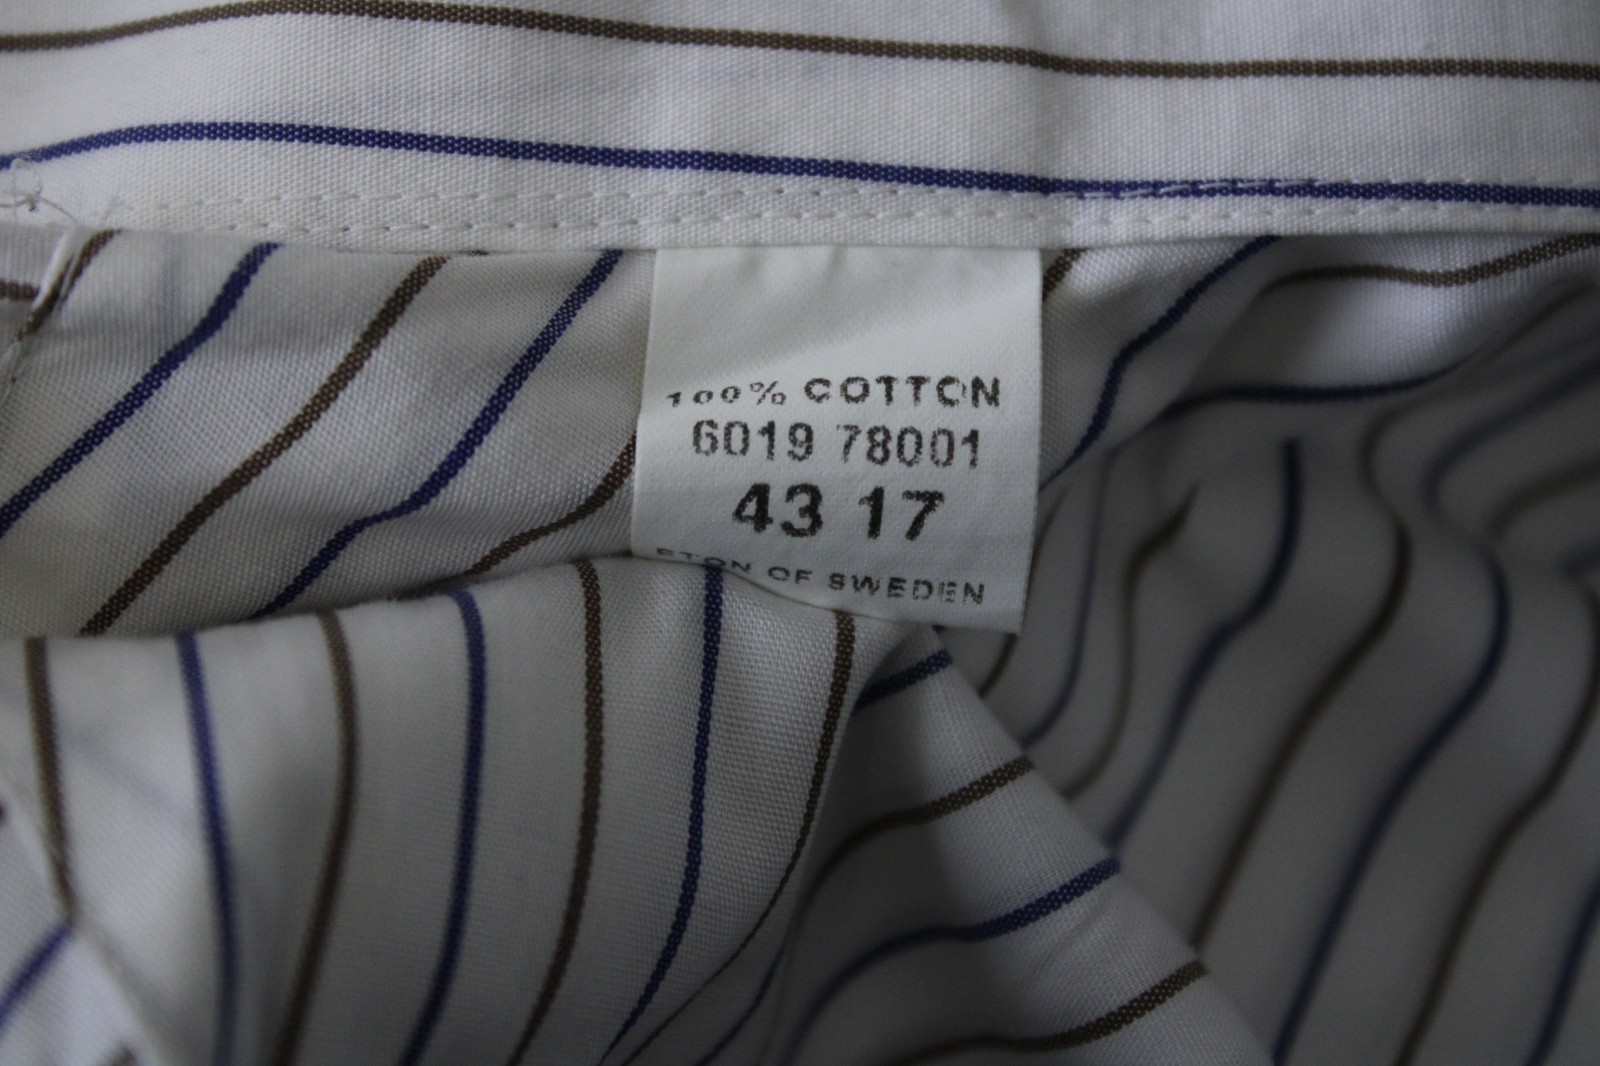 100% COTTON
6019 78001
43 17
ETON OF SWEDEN